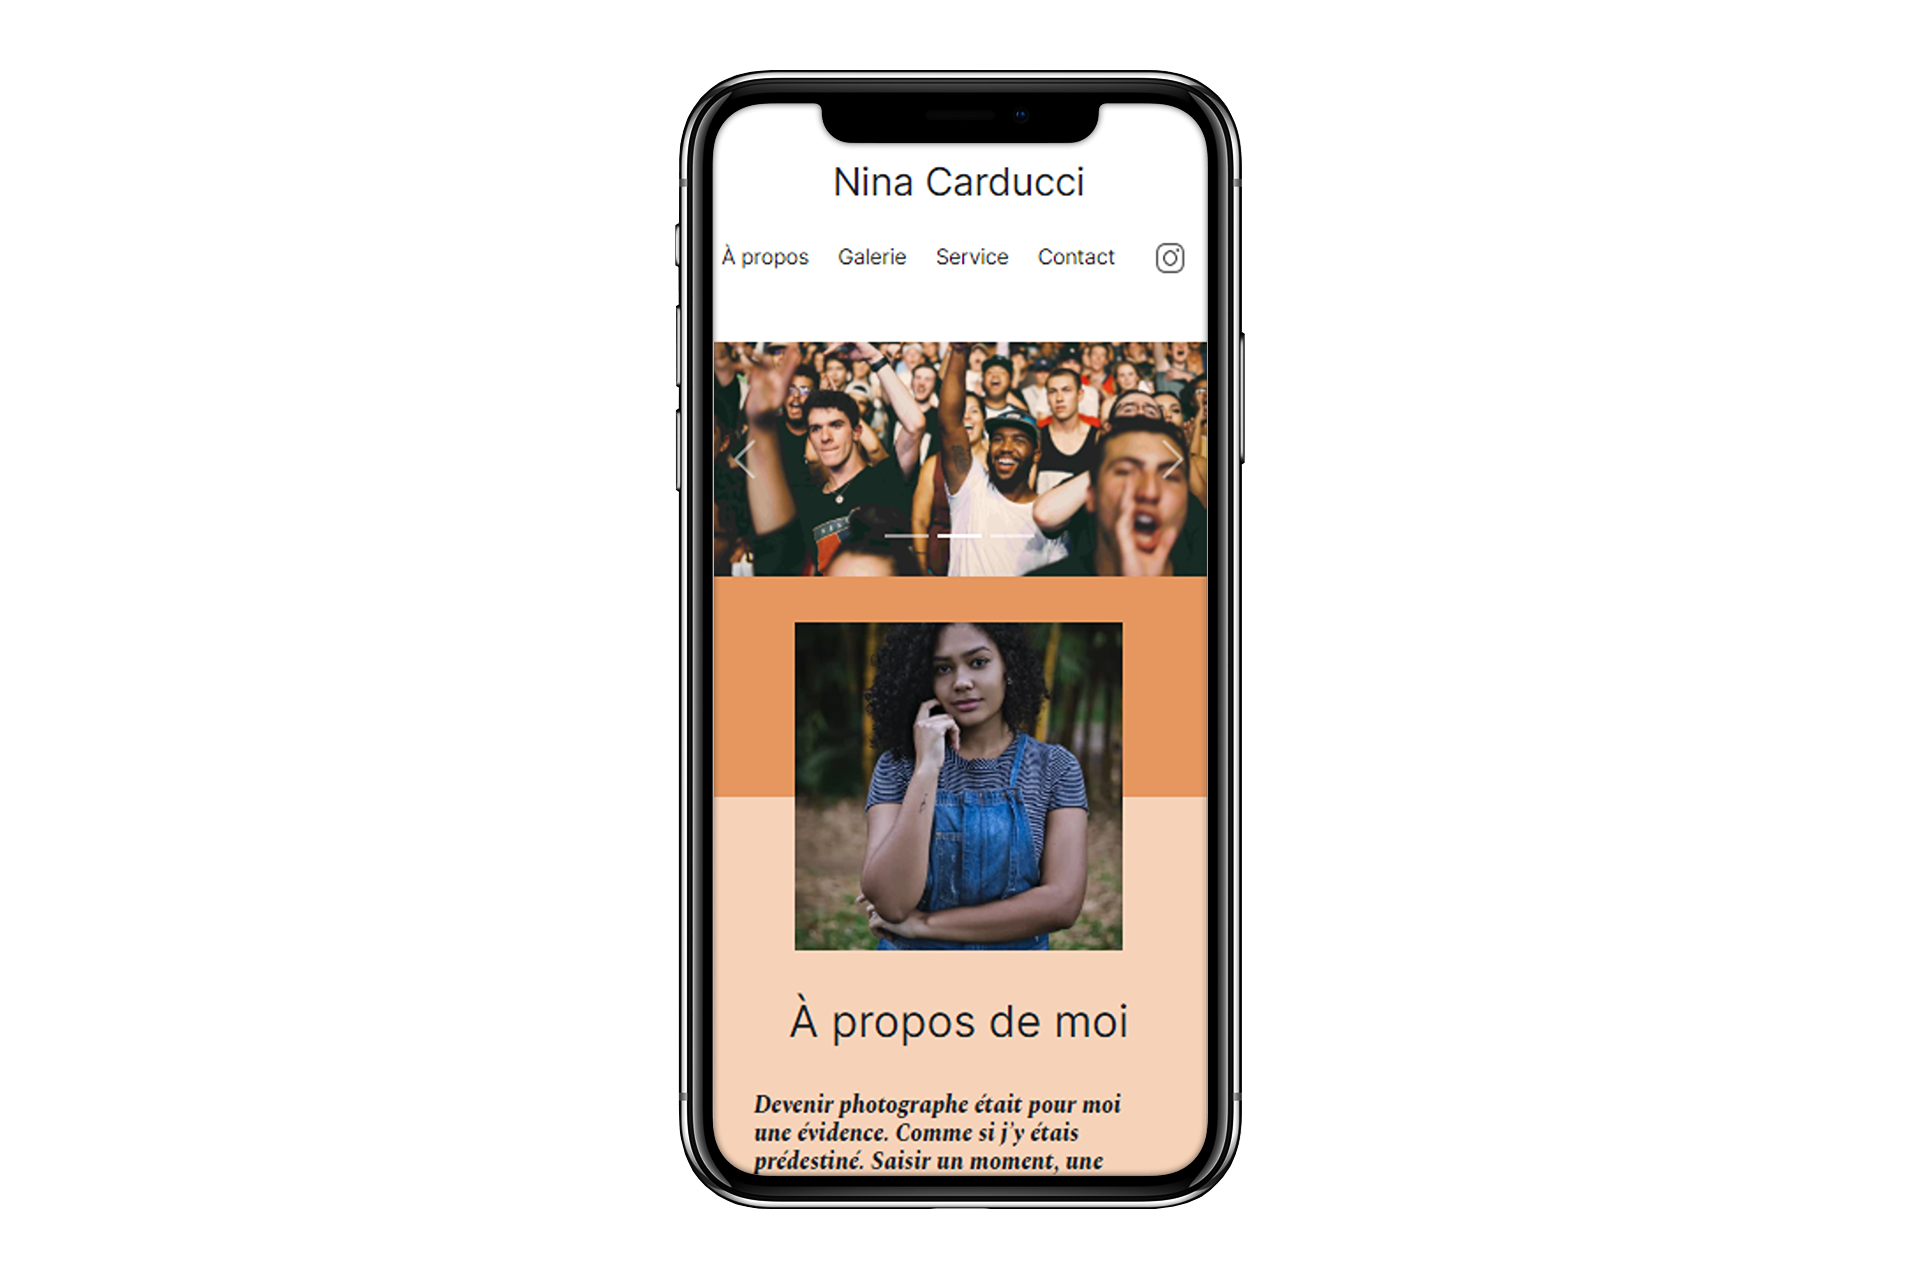 Nina Carducci
À propos Galerie Service Contact
À propos de moi
Devenir photographe était pour moi
une évidence. Comme si j'y étais
prédestiné. Saisir un moment, une